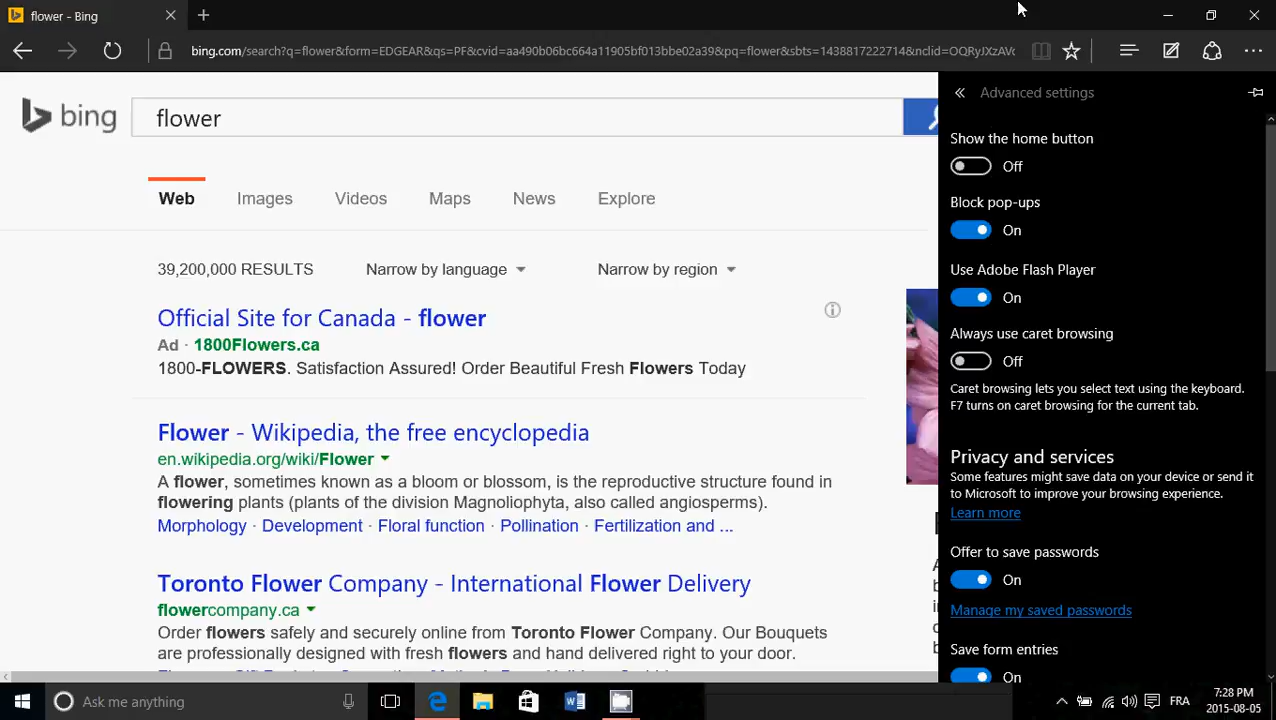 flower - Bing
bing.com/search?q=flower&form=EDGEAR&qs=PF&cvid=aa490b06bc664a11905bf013bbe02a39&pq=flower&sbts=1438817222714&nclid=OQRyJXzAV
bing
flower
Web Images Videos Maps News Explore
39,200,000 RESULTS Narrow by language Narrow by region
Official Site for Canada - flower
Ad · 1800Flowers.ca
1800-FLOWERS. Satisfaction Assured! Order Beautiful Fresh Flowers Today
Flower - Wikipedia, the free encyclopedia
en.wikipedia.org/wiki/Flower
A flower, sometimes known as a bloom or blossom, is the reproductive structure found in
flowering plants (plants of the division Magnoliophyta, also called angiosperms).
Morphology · Development · Floral function · Pollination · Fertilization and ...
Toronto Flower Company - International Flower Delivery
flowercompany.ca
Order flowers safely and securely online from Toronto Flower Company. Our Bouquets
are professionally designed with fresh flowers and hand delivered right to your door.
Advanced settings
Show the home button
Off
Block pop-ups
On
Use Adobe Flash Player
On
Always use caret browsing
Off
Caret browsing lets you select text using the keyboard.
F7 turns on caret browsing for the current tab.
Privacy and services
Some features might save data on your device or send it
to Microsoft to improve your browsing experience.
Learn more
Offer to save passwords
On
Manage my saved passwords
Save form entries
On
Ask me anything
FRA
7:28 PM
2015-08-05